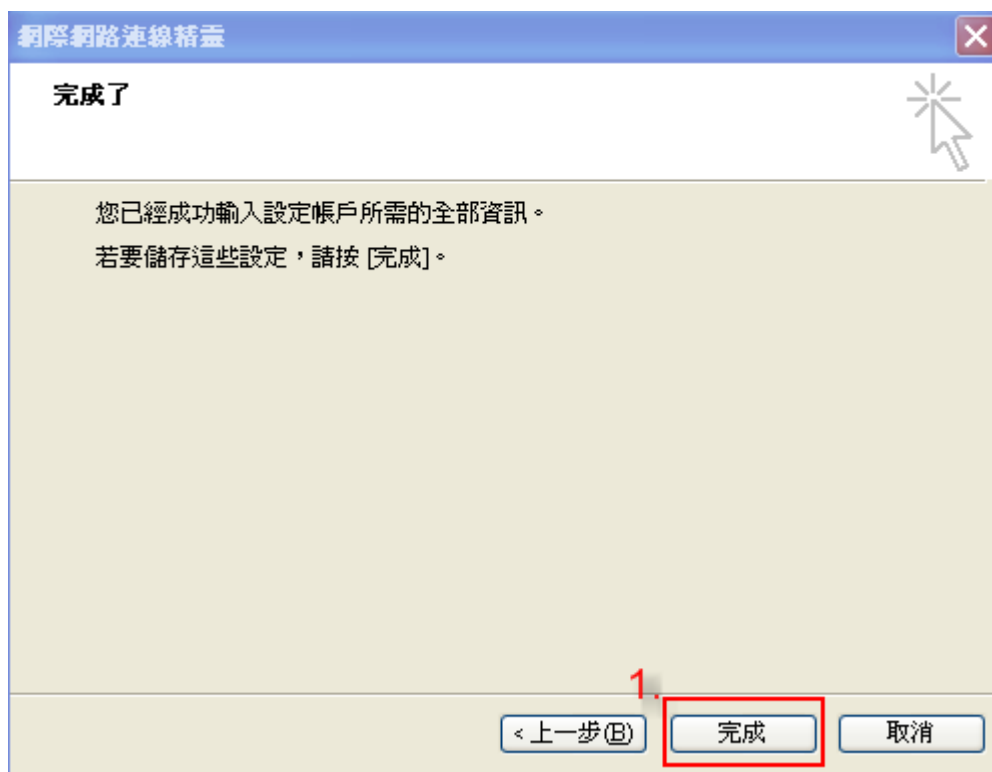 網際網路連線精靈
完成了
您已經成功輸入設定帳戶所需的全部資訊。
若要儲存這些設定，請按 [完成]。
1.
< 上一步(B) 完成 取消